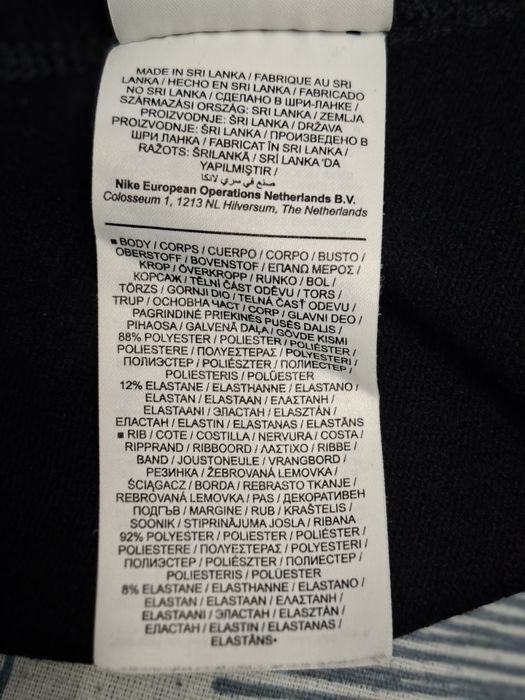 MADE IN SRI LANKA / FABRIQUE AU SRI
LANKA / HECHO EN SRI LANKA / FABRICADO
NO SRI LANKA / СДЕЛАНО В ШРИ-ЛАНКЕ /
SZÁRMAZÁSI ORSZÁG: SRI LANKA / ZEMLJA
PROIZVODNJE: ŠRI LANKA / DRŽAVA
PROIZVODNJE: ŠRI LANKA / ПРОИЗВЕДЕНО В
ШРИ ЛАНКА / FABRICAT ÎN SRI LANKA /
RAŽOTS: ŠRILANKĀ / SRİ LANKA 'DA
YAPILMIŞTIR /
صنع في سري لانكا
Nike European Operations Netherlands B.V.
Colosseum 1, 1213 NL Hilversum, The Netherlands
■ BODY / CORPS / CUERPO / CORPO / BUSTO /
OBERSTOFF / BOVENSTOF / ΕΠΑΝΩ ΜΕΡΟΣ /
KROP / ÖVERKROPP / RUNKO / BOL /
КОРСАЖ / TĚLNÍ ČÁST ODĚVU / TORS /
TÖRZS / GORNJI DIO / TELNÁ ČASŤ ODEVU /
TRUP / ОСНОВНА ЧАСТ / CORP / GLAVNI DEO /
PAGRINDINĖ PRIEKINĖS PUSĖS DALIS /
PIHAOSA / GALVENĀ DAĻA / GÖVDE KISMI
88% POLYESTER / POLIESTER / POLIÉSTER /
POLIESTERE / ΠΟΛΥΕΣΤΕΡΑΣ / POLYESTERI /
ПОЛИЭСТЕР / POLIÉSZTER / ПОЛИЕСТЕР /
POLIESTERIS / POLÜESTER
12% ELASTANE / ELASTHANNE / ELASTANO /
ELASTAN / ELASTAAN / ΕΛΑΣΤΑΝΗ /
ELASTAANI / ЭЛАСТАН / ELASZTÁN /
ЕЛАСТАН / ELASTIN / ELASTANAS / ELASTĀNS
■ RIB / COTE / COSTILLA / NERVURA / COSTA /
RIPPRAND / RIBBOORD / ΛΑΣΤΙΧΟ / RIBBE /
BAND / JOUSTONEULE / VRANGBORD /
РЕЗИНКА / ŽEBROVANÁ LEMOVKA /
ŚCIĄGACZ / BORDA / REBRASTO TKANJE /
REBROVANÁ LEMOVKA / PAS / ДЕКОРАТИВЕН
ПОДГЪВ / MARGINE / RUB / KRAŠTELIS /
SOONIK / STIPRINĀJUMA JOSLA / RIBANA
92% POLYESTER / POLIESTER / POLIÉSTER /
POLIESTERE / ΠΟΛΥΕΣΤΕΡΑΣ / POLYESTERI /
ПОЛИЭСТЕР / POLIÉSZTER / ПОЛИЕСТЕР /
POLIESTERIS / POLÜESTER
8% ELASTANE / ELASTHANNE / ELASTANO /
ELASTAN / ELASTAAN / ΕΛΑΣΤΑΝΗ /
ELASTAANI / ЭЛАСТАН / ELASZTÁN /
ЕЛАСТАН / ELASTIN / ELASTANAS /
ELASTĀNS•